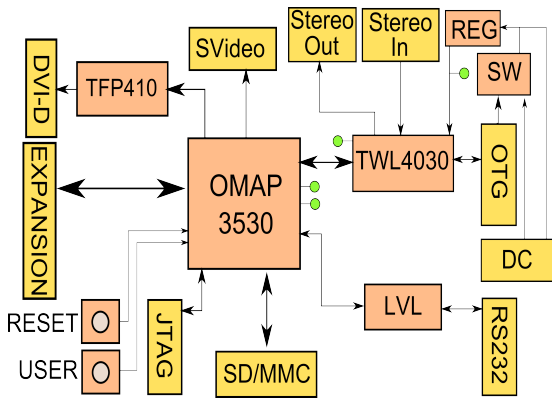 Stereo
Out
Stereo
In
REG
SVideo
SW
DVI-D
TFP410
TWL4030
OTG
EXPANSION
OMAP
3530
DC
LVL
RS232
RESET
JTAG
USER
SD/MMC